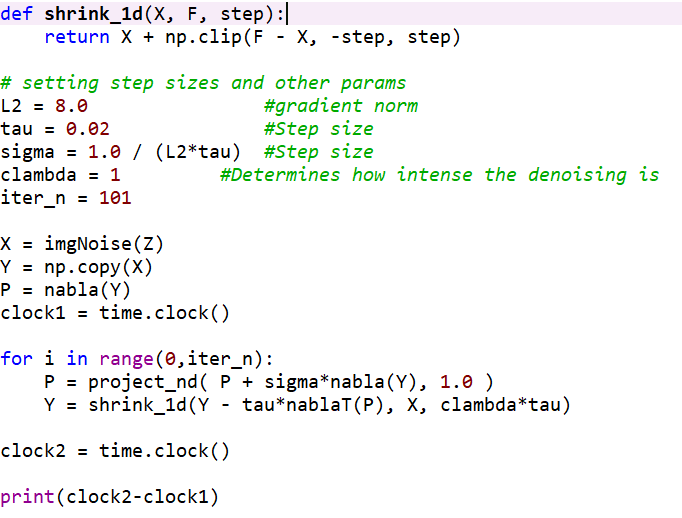 def shrink_1d(X, F, step):
    return X + np.clip(F - X, -step, step)
# setting step sizes and other params
L2 = 8.0                #gradient norm
tau = 0.02              #Step size
sigma = 1.0 / (L2*tau)  #Step size
clambda = 1         #Determines how intense the denoising is
iter_n = 101
X = imgNoise(Z)
Y = np.copy(X)
P = nabla(Y)
clock1 = time.clock()
for i in range(0,iter_n):
    P = project_nd( P + sigma*nabla(Y), 1.0 )
    Y = shrink_1d(Y - tau*nablaT(P), X, clambda*tau)
clock2 = time.clock()
print(clock2-clock1)